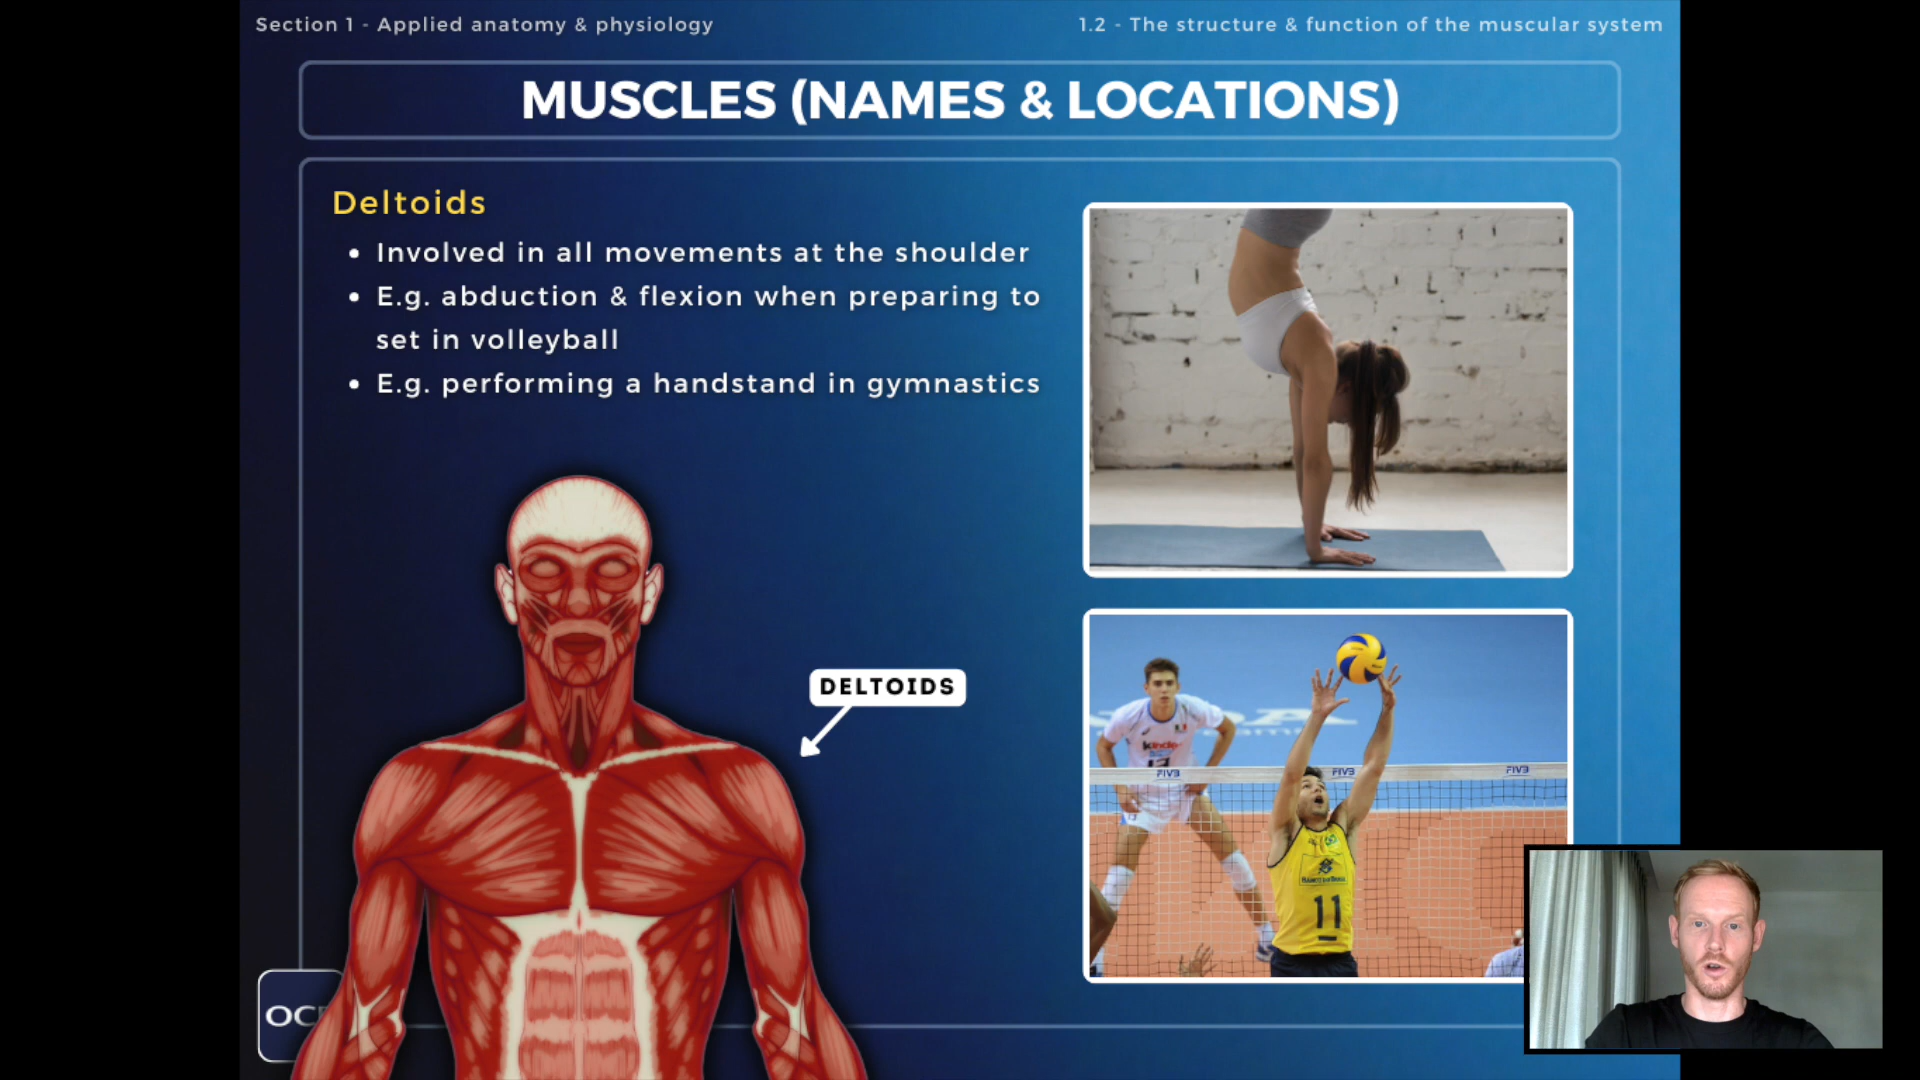 Section 1 - Applied anatomy & physiology
1.2 - The structure & function of the muscular system
MUSCLES (NAMES & LOCATIONS)
Deltoids
• Involved in all movements at the shoulder
• E.g. abduction & flexion when preparing to
set in volleyball
• E.g. performing a handstand in gymnastics
DELTOIDS
FIVB
FIVB
FIVB
11